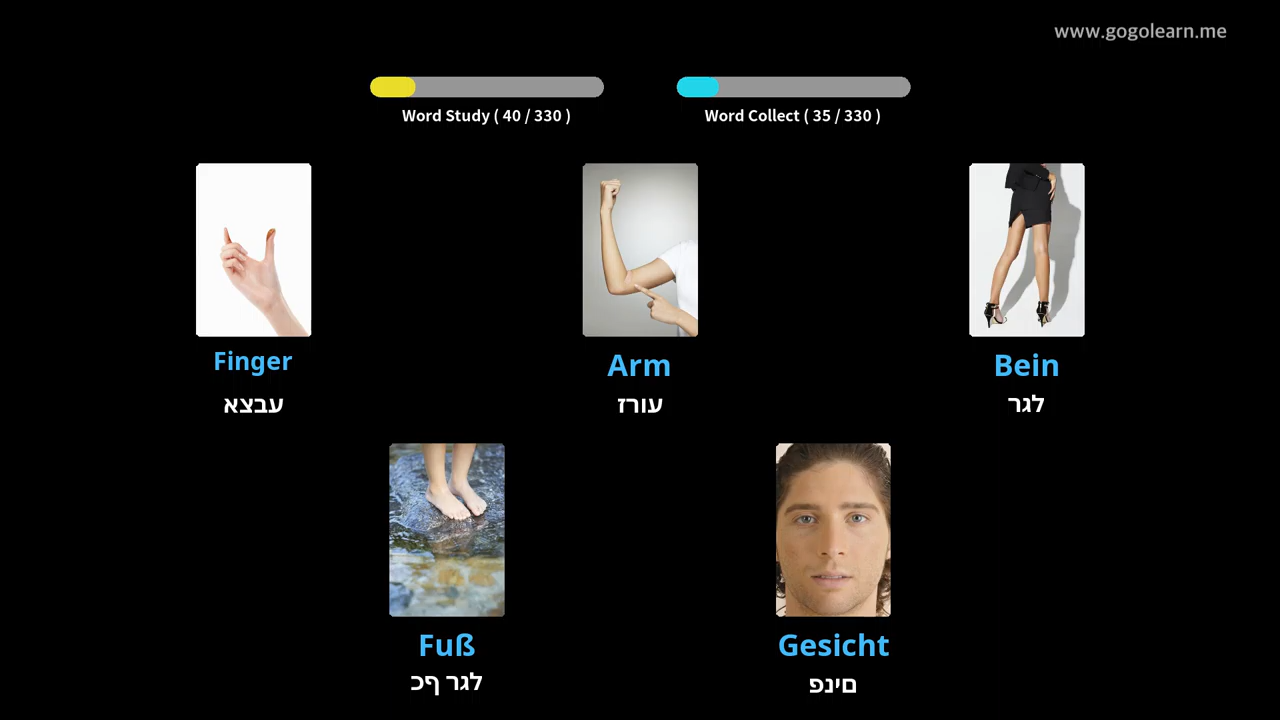 www.gogolearn.me
Word Study ( 40 / 330 )
Word Collect ( 35 / 330 )
Finger
עבצא
Arm
עורז
Bein
לגר
Fuß
לגר ףכ
Gesicht
םינפ